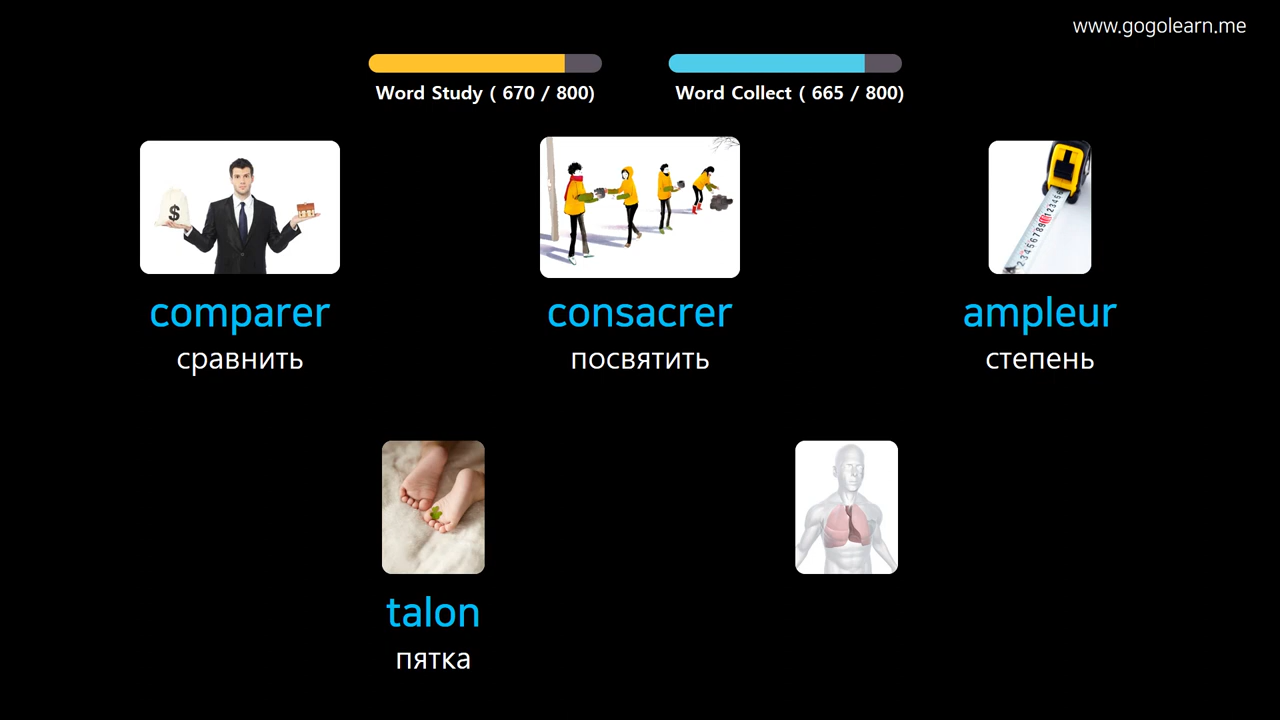 www.gogolearn.me
Word Study ( 670 / 800)
Word Collect ( 665 / 800)
$
comparer
сравнить
consacrer
посвятить
ampleur
степень
talon
пятка